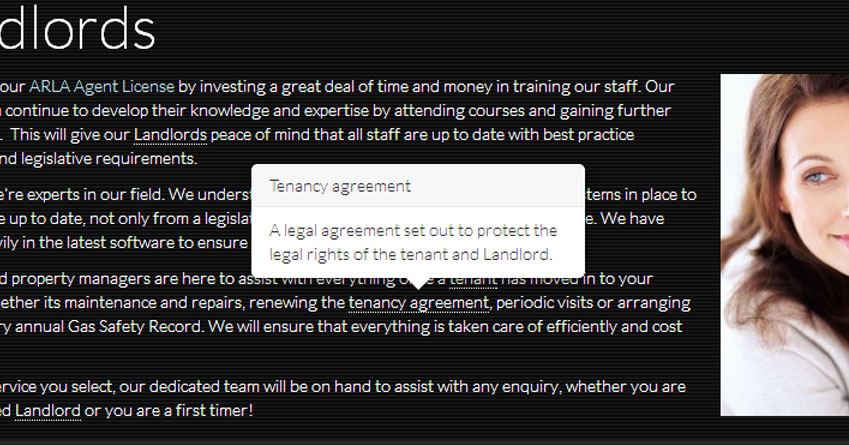 dlords
our ARLA Agent License by investing a great deal of time and money in training our staff. Our
continue to develop their knowledge and expertise by attending courses and gaining further
. This will give our Landlords peace of mind that all staff are up to date with best practice
nd legislative requirements.
e're experts in our field. We underst stems in place to
e up to date, not only from a legislat e. We have
vily in the latest software to ensure
Tenancy agreement
A legal agreement set out to protect the
legal rights of the tenant and Landlord.
d property managers are here to assist with everything a tenant has moved in to your
ether its maintenance and repairs, renewing the tenancy agreement, periodic visits or arranging
ry annual Gas Safety Record. We will ensure that everything is taken care of efficiently and cost
ervice you select, our dedicated team will be on hand to assist with any enquiry, whether you are
ed Landlord or you are a first timer!